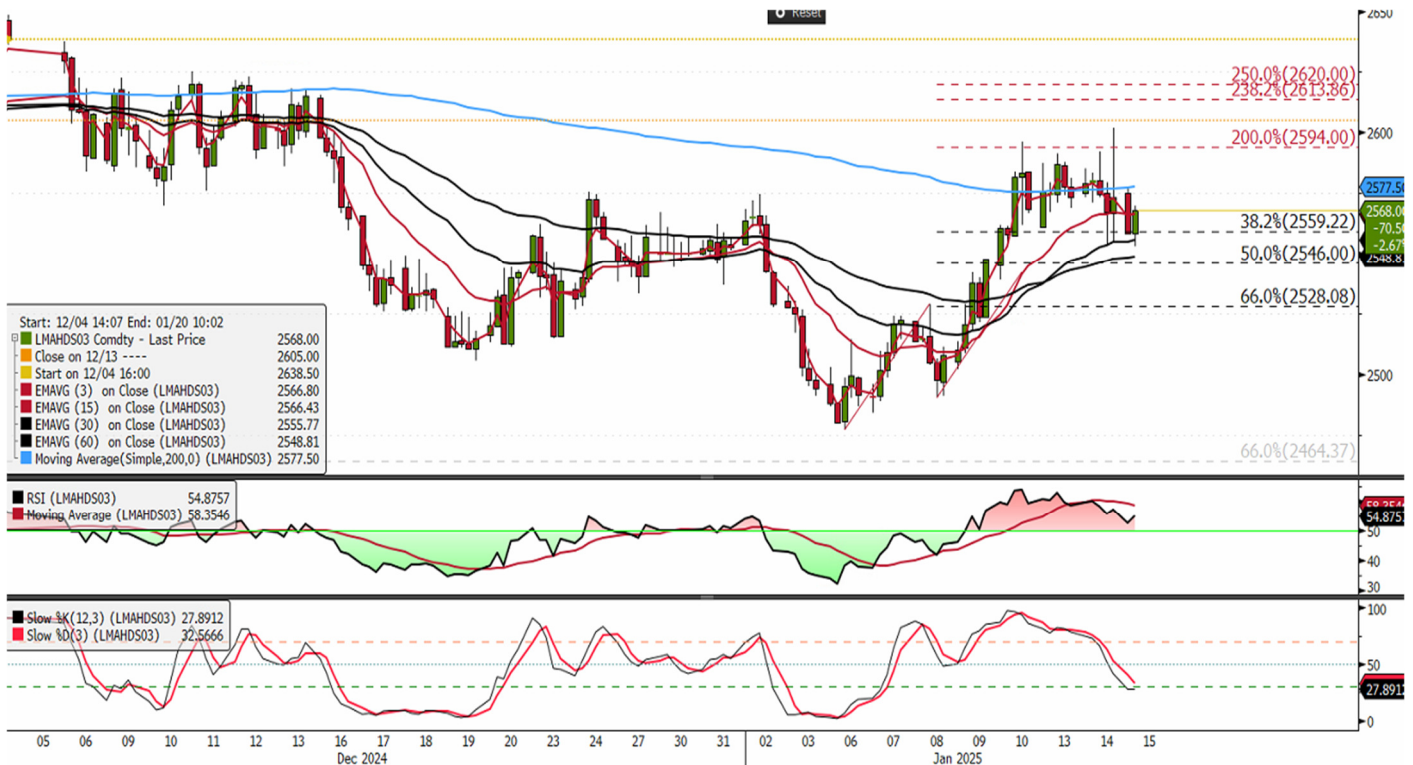 Reset
2650
250.0%(2620.00)
238.2%(2613.86)
2600
200.0%(2594.00)
2577.50
2568.00
38.2%(2559.22)
-70.50
-2.67%
2548.81
50.0%(2546.00)
66.0%(2528.08)
2500
66.0%(2464.37)
Start: 12/04 14:07 End: 01/20 10:02
LMAHDS03 Comdty - Last Price 2568.00
Close on 12/13 ---- 2605.00
Start on 12/04 16:00 2638.50
EMAVG (3) on Close (LMAHDS03) 2566.80
EMAVG (15) on Close (LMAHDS03) 2566.43
EMAVG (30) on Close (LMAHDS03) 2555.77
EMAVG (60) on Close (LMAHDS03) 2548.81
Moving Average(Simple,200,0) (LMAHDS03) 2577.50
RSI (LMAHDS03) 54.8757
Moving Average (LMAHDS03) 58.3546
58.3546
54.8757
50
40
30
Slow %K(12,3) (LMAHDS03) 27.8912
Slow %D(3) (LMAHDS03) 32.5666
100
50
27.8912
0
05 06 09 10 11 12 13 16 17 18 19 20 23 24 27 30 31 02 03 06 07 08 09 10 13 14 15
Dec 2024 Jan 2025